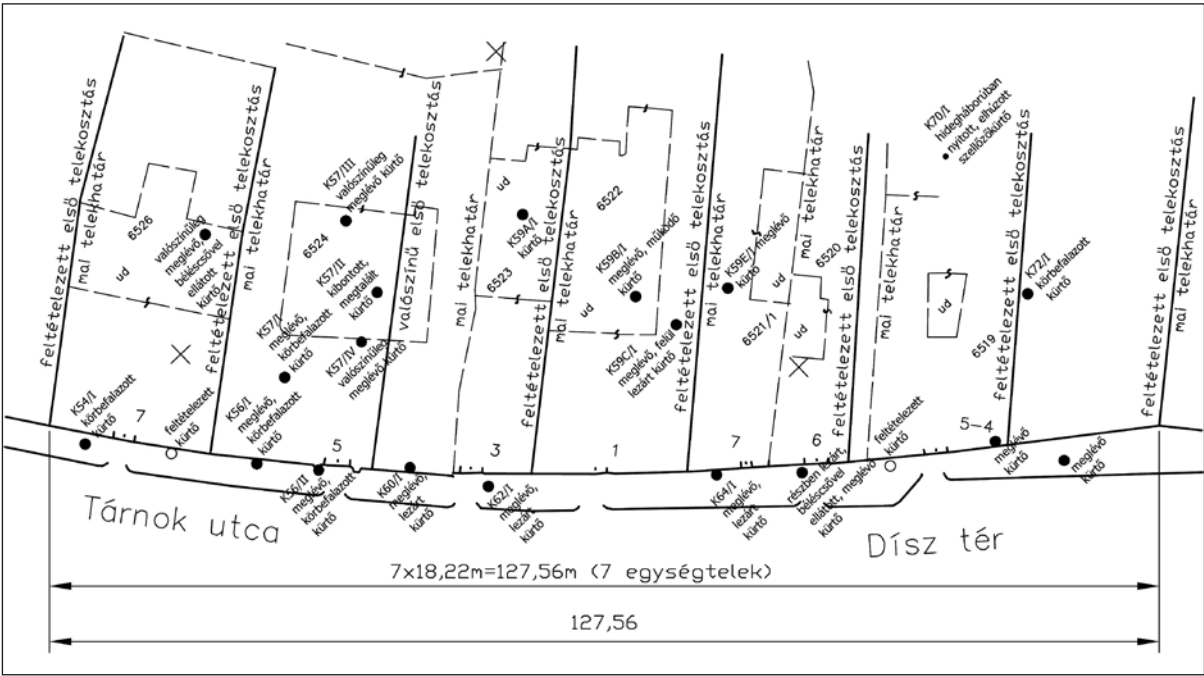 feltételezett első telekosztás
mai telekhatár
6526
ud
valószínűleg
meglévő,
béléscsővel
ellátott
kürtő
feltételezett első telekosztás
mai telekhatár
K57/III
valószínűleg
meglévő kürtő
6524
K57/II
kibontott,
megtalált
kürtő
K57/I
meglévő,
körbefalazott
kürtő
K57/IV
valószínűleg
meglévő kürtő
valószínű első telekosztás
mai telekhatár
ud
K59A/I
kürtő
6523
feltételezett első telekosztás
mai telekhatár
6522
K59B/I
meglévő, működő
kürtő
ud
K59C/I
meglévő, felül
lezárt kürtő
feltételezett első telekosztás
mai telekhatár
K59E/I meglévő
kürtő
ud
6521/1
mai telekhatár
6520
ud
feltételezett első telekosztás
mai telekhatár
K70/I
hidegháborúban
nyitott, elhúzott
szellőzőkürtő
ud
6519
feltételezett első telekosztás
K72/I
körbefalazott
kürtő
feltételezett első telekosztás
mai telekhatár
K54/I
körbefalazott
kürtő
7
feltételezett
kürtő
K56/I
meglévő,
körbefalazott
kürtő
K56/II
meglévő,
körbefalazott
kürtő
5
K60/I
meglévő,
lezárt
kürtő
3
K62/I
meglévő,
lezárt
kürtő
1
7
K64/I
meglévő,
lezárt
kürtő
6
részben lezárt,
béléscsővel
ellátott, meglévő
kürtő
feltételezett
kürtő
5-4
meglévő
kürtő
meglévő
kürtő
Tárnok utca
Dísz tér
7x18,22m=127,56m (7 egységtelek)
127,56